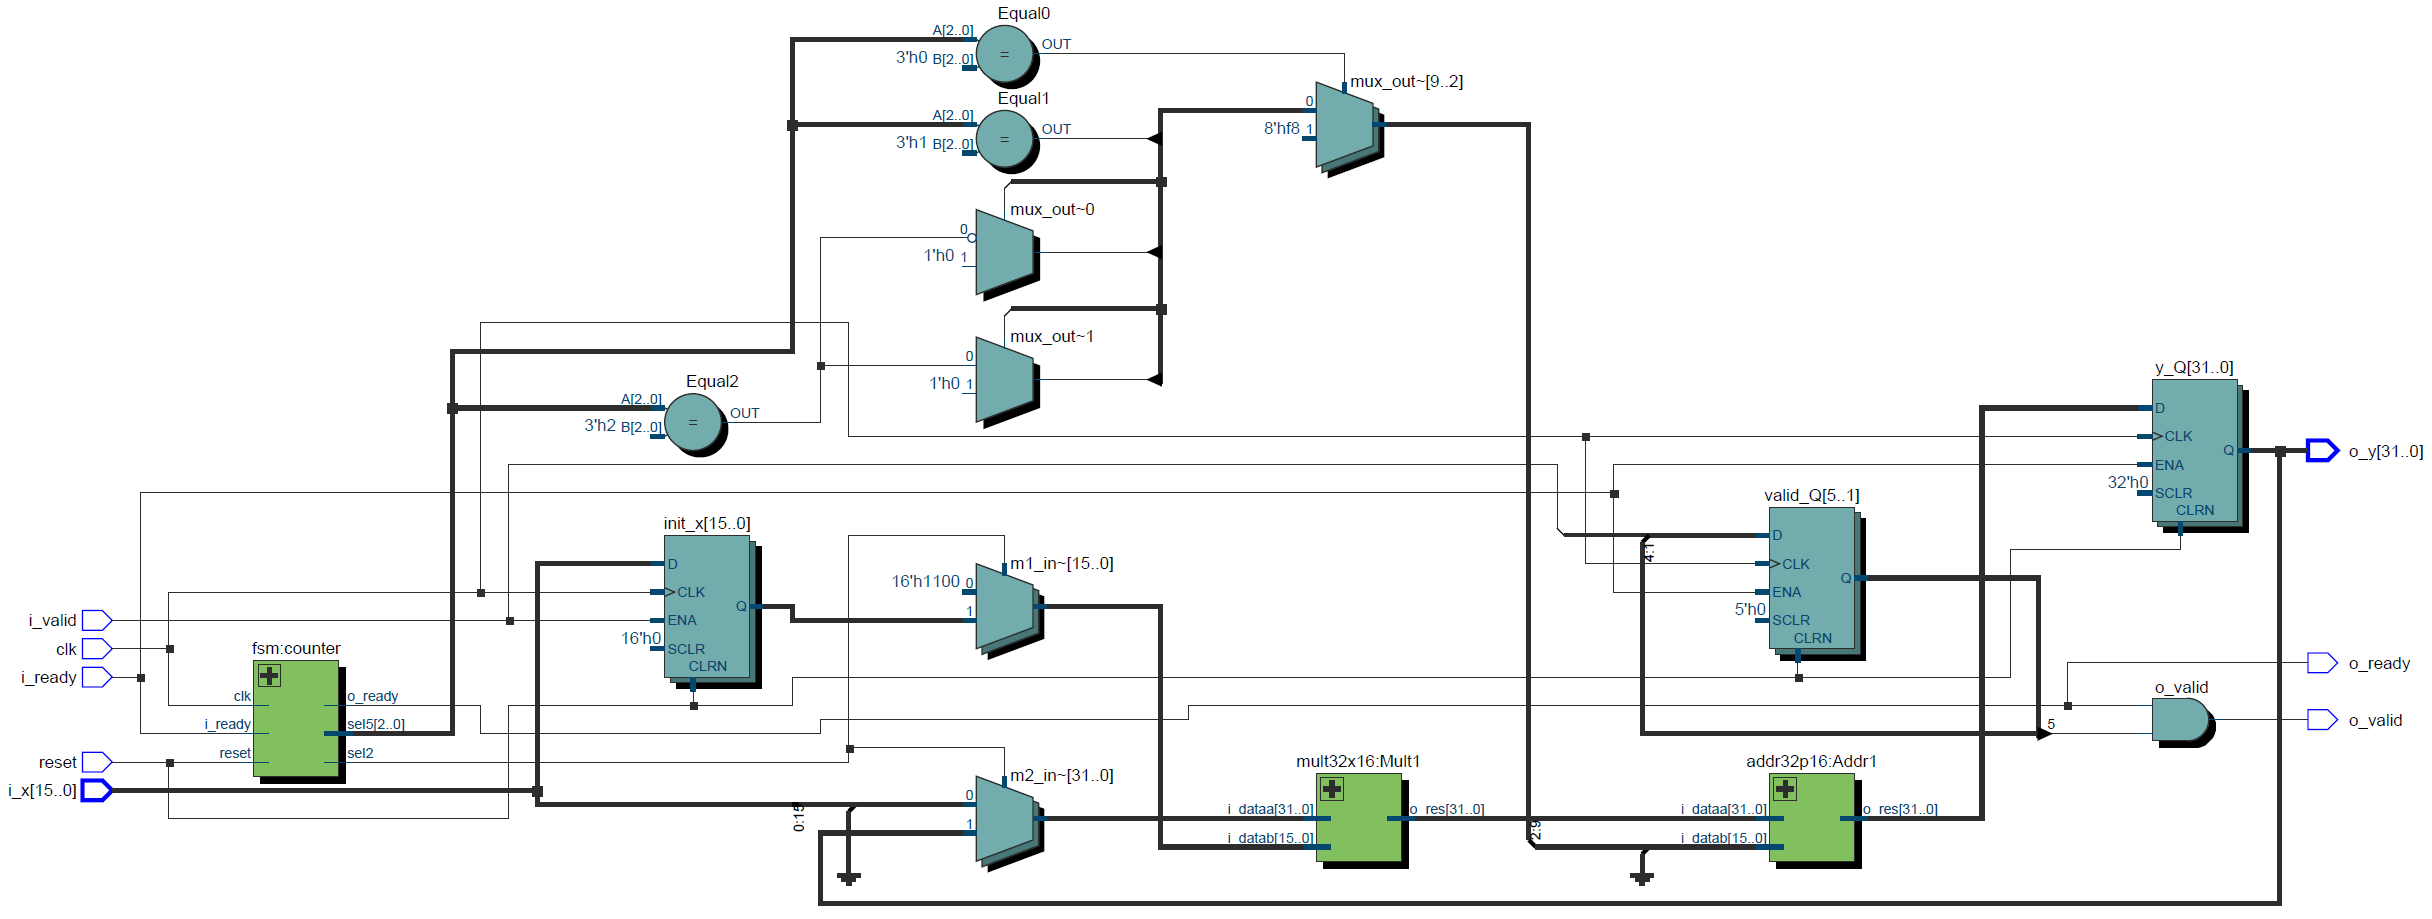 Equal0
A[2..0]
3'h0 B[2..0]
=
OUT
mux_out~[9..2]
0
8'hf8 1
Equal1
A[2..0]
3'h1 B[2..0]
=
OUT
mux_out~0
0
1'h0 1
mux_out~1
0
1'h0 1
Equal2
A[2..0]
3'h2 B[2..0]
=
OUT
y_Q[31..0]
D
CLK
ENA
32'h0
SCLR
CLRN
Q
o_y[31..0]
valid_Q[5..1]
D
4:1
CLK
ENA
5'h0
SCLR
CLRN
Q
init_x[15..0]
D
CLK
ENA
16'h0
SCLR
CLRN
Q
m1_in~[15..0]
16'h1100 0
1
i_valid
clk
i_ready
reset
i_x[15..0]
fsm:counter
clk
i_ready
reset
o_ready
sel5[2..0]
sel2
m2_in~[31..0]
0
1
0:15
mult32x16:Mult1
i_dataa[31..0]
i_datab[15..0]
o_res[31..0]
2:9
addr32p16:Addr1
i_dataa[31..0]
i_datab[15..0]
o_res[31..0]
o_valid
5
o_ready
o_valid